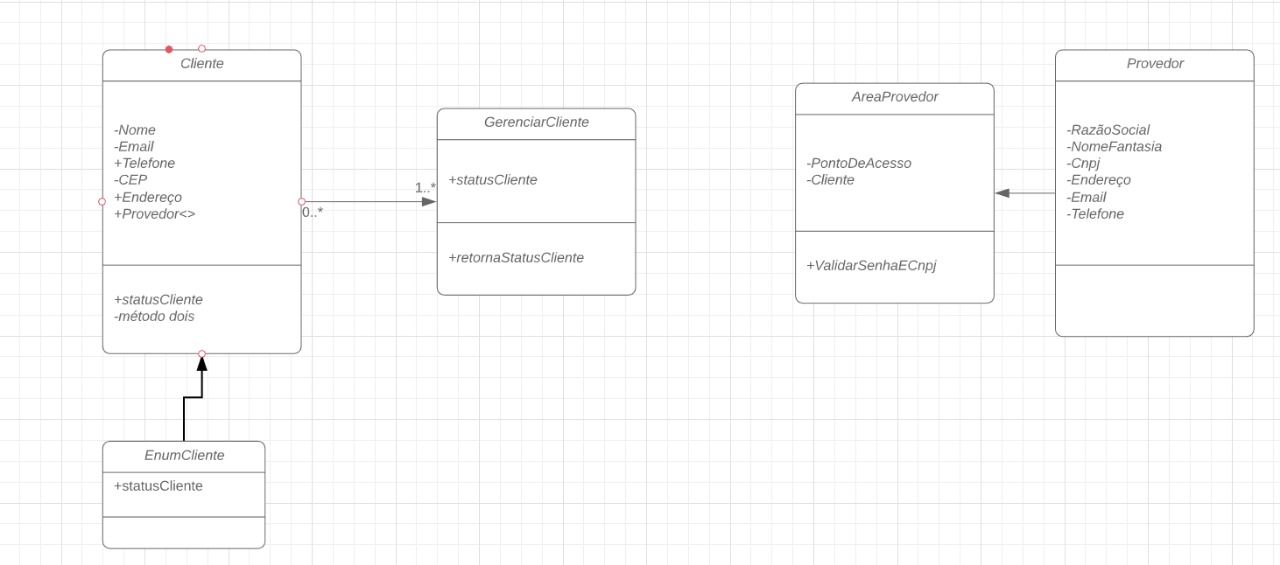 Cliente
-Nome
-Email
+Telefone
-CEP
+Endereço
+Provedor<>
+statusCliente
-método dois
0..*
1..*
GerenciarCliente
+statusCliente
+retornaStatusCliente
AreaProvedor
-PontoDeAcesso
-Cliente
+ValidarSenhaECnpj
Provedor
-RazãoSocial
-NomeFantasia
-Cnpj
-Endereço
-Email
-Telefone
EnumCliente
+statusCliente